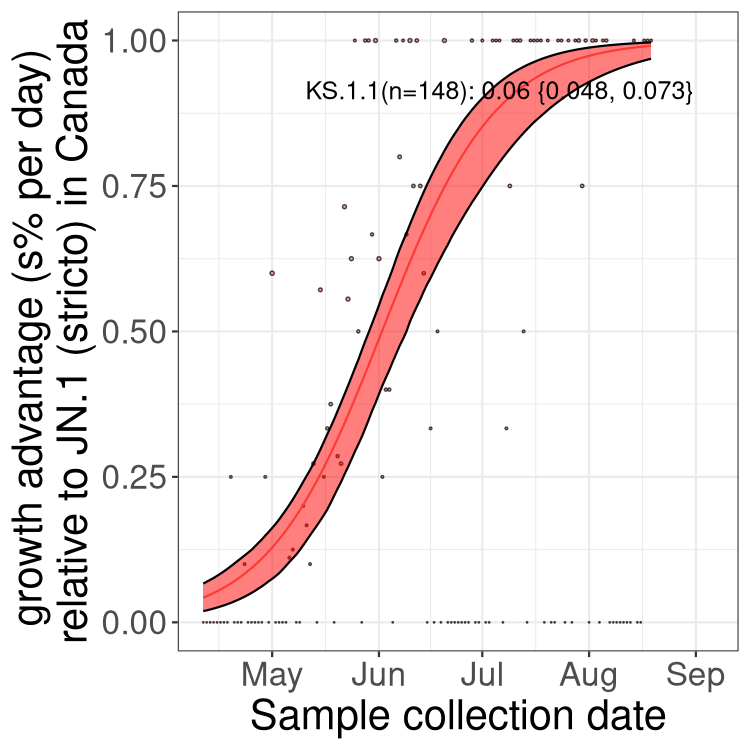 growth advantage (s% per day)
relative to JN.1 (stricto) in Canada
1.00
0.75
0.50
0.25
0.00
KS.1.1(n=148): 0.06 {0.048, 0.073}
May Jun Jul Aug Sep
Sample collection date